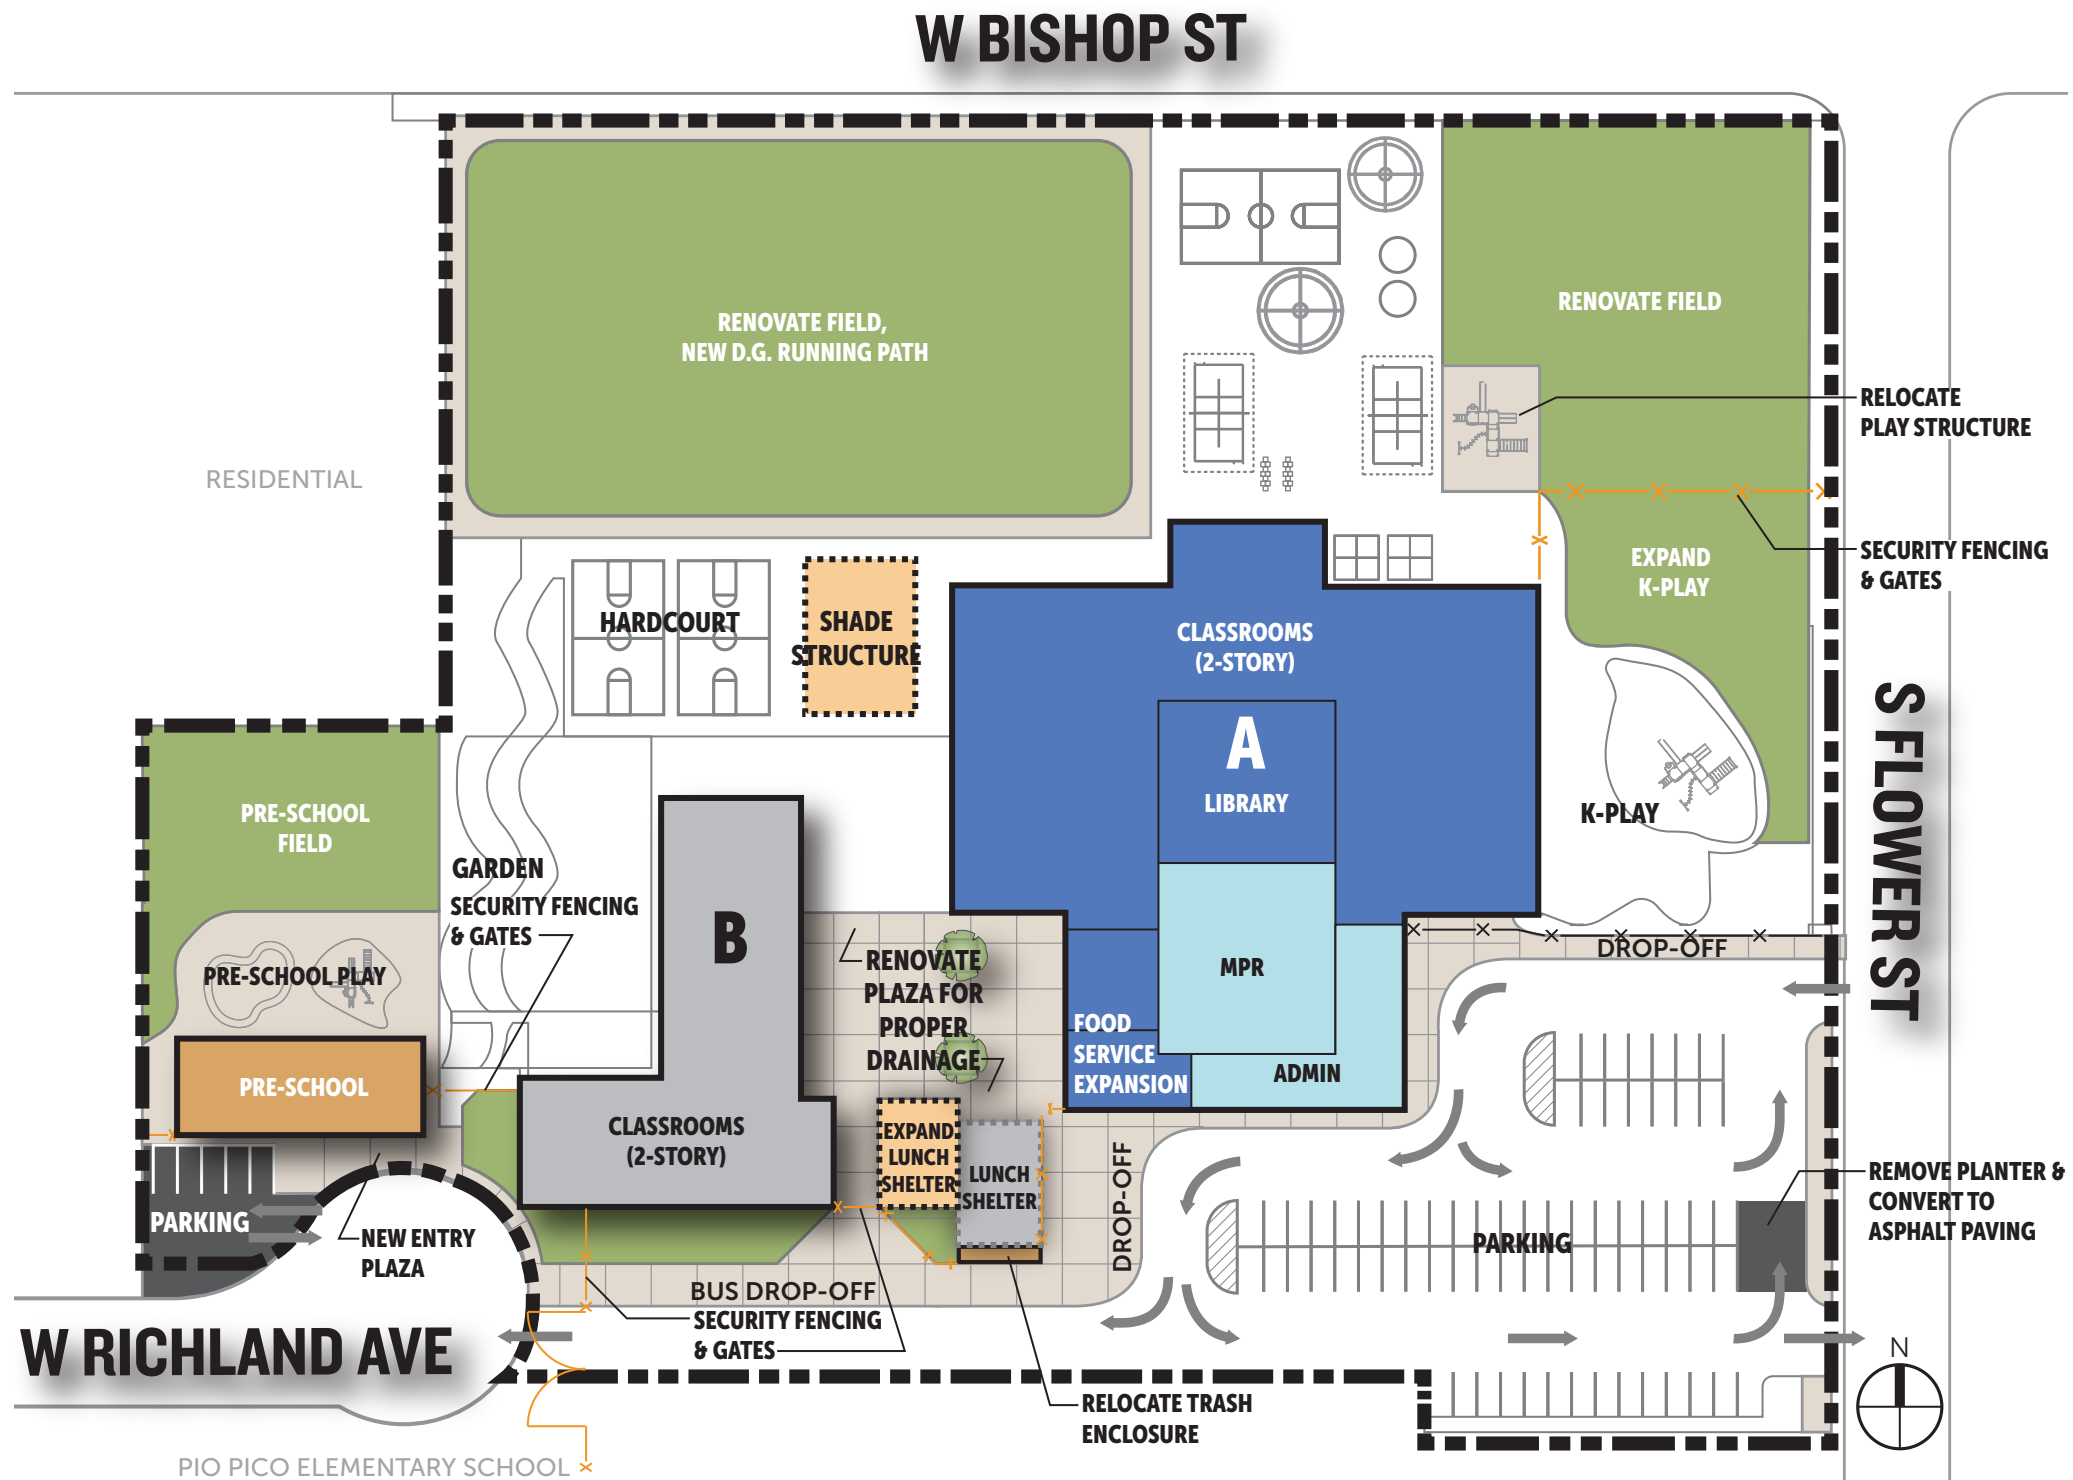 W BISHOP ST
RENOVATE FIELD,
NEW D.G. RUNNING PATH
RENOVATE FIELD
RELOCATE
PLAY STRUCTURE
RESIDENTIAL
SECURITY FENCING
& GATES
EXPAND
K-PLAY
HARDCOURT
SHADE
STRUCTURE
CLASSROOMS
(2-STORY)
A
LIBRARY
K-PLAY
S FLOWER ST
PRE-SCHOOL
FIELD
GARDEN
SECURITY FENCING
& GATES
B
RENOVATE
PLAZA FOR
PROPER
DRAINAGE
MPR
DROP-OFF
PRE-SCHOOL PLAY
FOOD
SERVICE
EXPANSION
ADMIN
PRE-SCHOOL
CLASSROOMS
(2-STORY)
EXPAND
LUNCH
SHELTER
LUNCH
SHELTER
DROP-OFF
REMOVE PLANTER &
CONVERT TO
ASPHALT PAVING
PARKING
NEW ENTRY
PLAZA
PARKING
BUS DROP-OFF
SECURITY FENCING
& GATES
W RICHLAND AVE
N
RELOCATE TRASH
ENCLOSURE
PIO PICO ELEMENTARY SCHOOL